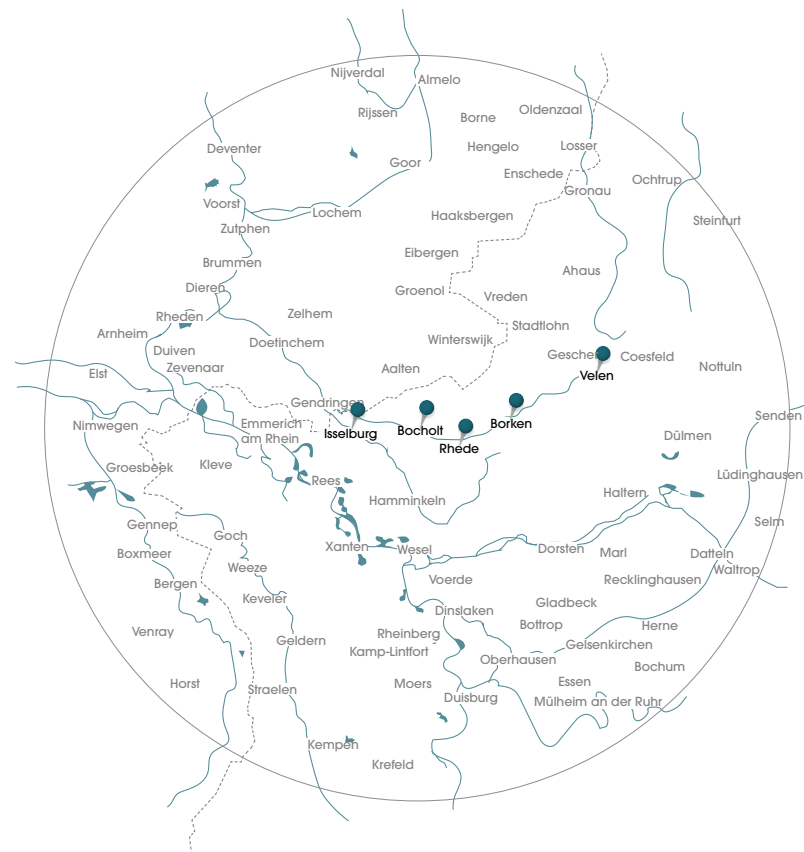 Nijverdal
Almelo
Rijssen
Borne
Oldenzaal
Deventer
Hengelo
Losser
Goor
Enschede
Ochtrup
Gronau
Voorst
Lochem
Haaksbergen
Steinfurt
Zutphen
Eibergen
Brummen
Ahaus
Dieren
Groenol
Vreden
Zelhem
Rheden
Stadtlohn
Arnheim
Doetinchem
Winterswijk
Duiven
Gescher
Coesfeld
Zevenaar
Aalten
Nottuln
Elst
Velen
Gendringen
Senden
Nimwegen
Emmerich
am Rhein
Isselburg
Bocholt
Borken
Dülmen
Rhede
Groesbeek
Kleve
Rees
Lüdinghausen
Haltern
Hamminkeln
Gennep
Selm
Goch
Boxmeer
Xanten
Wesel
Dorsten
Marl
Datteln
Weeze
Waltrop
Bergen
Voerde
Recklinghausen
Keveler
Dinslaken
Gladbeck
Venray
Rheinberg
Bottrop
Herne
Geldern
Kamp-Lintfort
Gelsenkirchen
Oberhausen
Bochum
Horst
Straelen
Moers
Essen
Duisburg
Mülheim an der Ruhr
Kempen
Krefeld